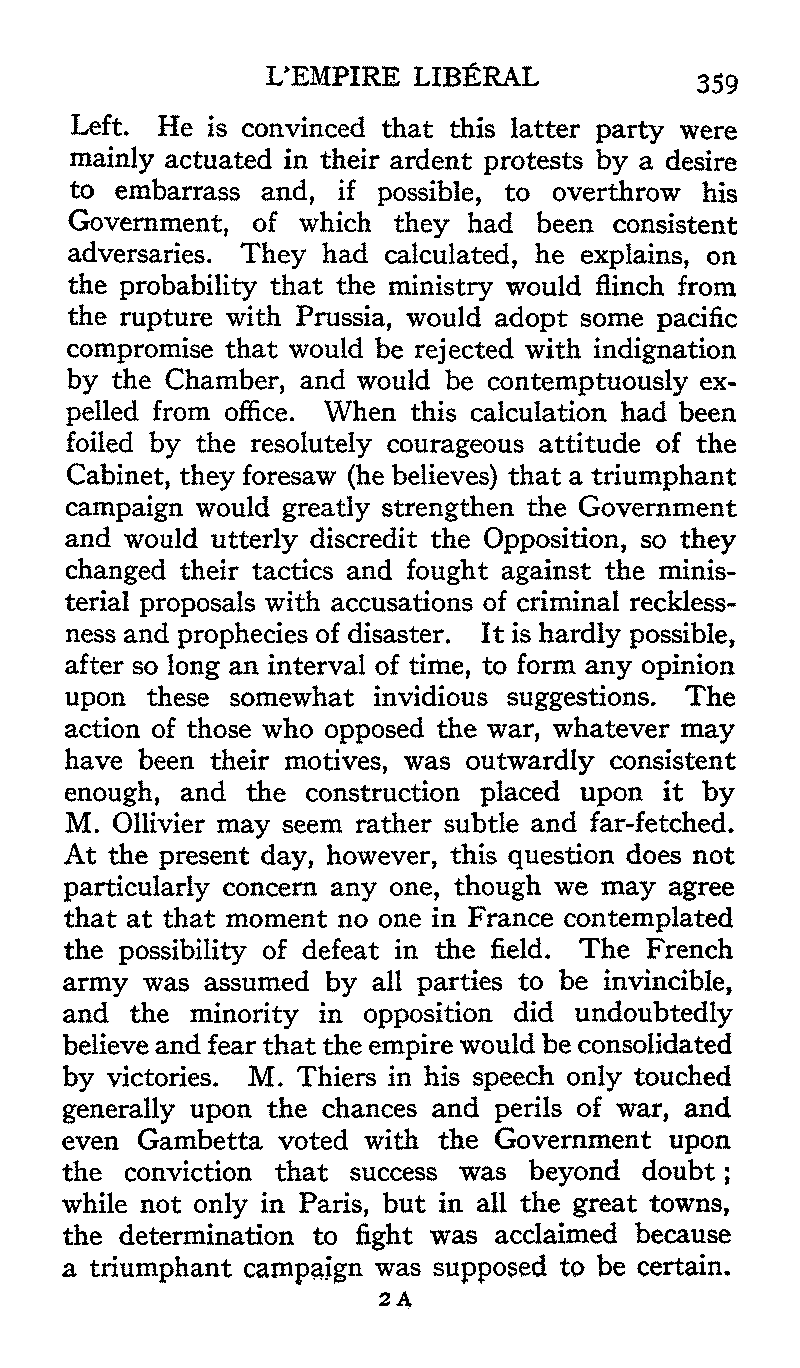 L'EMPIRE LIBÉRAL 359
Left. He is convinced that this latter party were
mainly actuated in their ardent protests by a desire
to embarrass and, if possible, to overthrow his
Government, of which they had been consistent
adversaries. They had calculated, he explains, on
the probability that the ministry would flinch from
the rupture with Prussia, would adopt some pacific
compromise that would be rejected with indignation
by the Chamber, and would be contemptuously ex-
pelled from office. When this calculation had been
foiled by the resolutely courageous attitude of the
Cabinet, they foresaw (he believes) that a triumphant
campaign would greatly strengthen the Government
and would utterly discredit the Opposition, so they
changed their tactics and fought against the minis-
terial proposals with accusations of criminal reckless-
ness and prophecies of disaster. It is hardly possible,
after so long an interval of time, to form any opinion
upon these somewhat invidious suggestions. The
action of those who opposed the war, whatever may
have been their motives, was outwardly consistent
enough, and the construction placed upon it by
M. Ollivier may seem rather subtle and far-fetched.
At the present day, however, this question does not
particularly concern any one, though we may agree
that at that moment no one in France contemplated
the possibility of defeat in the field. The French
army was assumed by all parties to be invincible,
and the minority in opposition did undoubtedly
believe and fear that the empire would be consolidated
by victories. M. Thiers in his speech only touched
generally upon the chances and perils of war, and
even Gambetta voted with the Government upon
the conviction that success was beyond doubt ;
while not only in Paris, but in all the great towns,
the determination to fight was acclaimed because
a triumphant campaign was supposed to be certain.
2 A